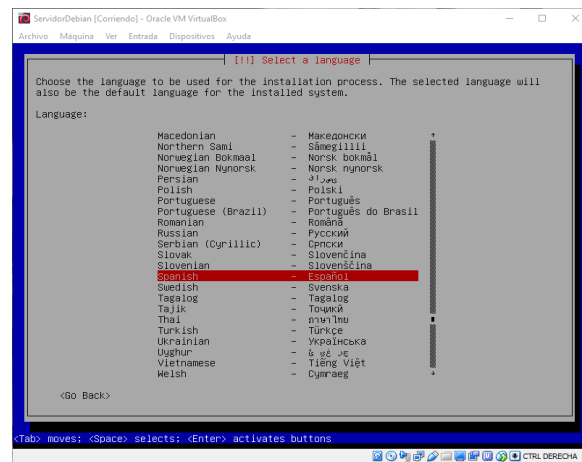 ServidorDebian [Corriendo] - Oracle VM VirtualBox
Archivo Máquina Ver Entrada Dispositivos Ayuda
[!!] Select a language
Choose the language to be used for the installation process. The selected language will
also be the default language for the installed system.
Language:
Macedonian - Македонски
Northern Sami - Sámegillii
Norwegian Bokmaal - Norsk bokmål
Norwegian Nynorsk - Norsk nynorsk
Persian -
Polish - Polski
Portuguese - Português
Portuguese (Brazil) - Português do Brasil
Romanian - Română
Russian - Русский
Serbian (Cyrillic) - Српски
Slovak - Slovenčina
Slovenian - Slovenščina
Spanish - Español
Swedish - Svenska
Tagalog - Tagalog
Tajik - Тоҷикӣ
Thai - ภาษาไทย
Turkish - Türkçe
Ukrainian - Українська
Uyghur -
Vietnamese - Tiếng Việt
Welsh - Cymraeg
<Go Back>
<Tab> moves; <Space> selects; <Enter> activates buttons
CTRL DERECHA